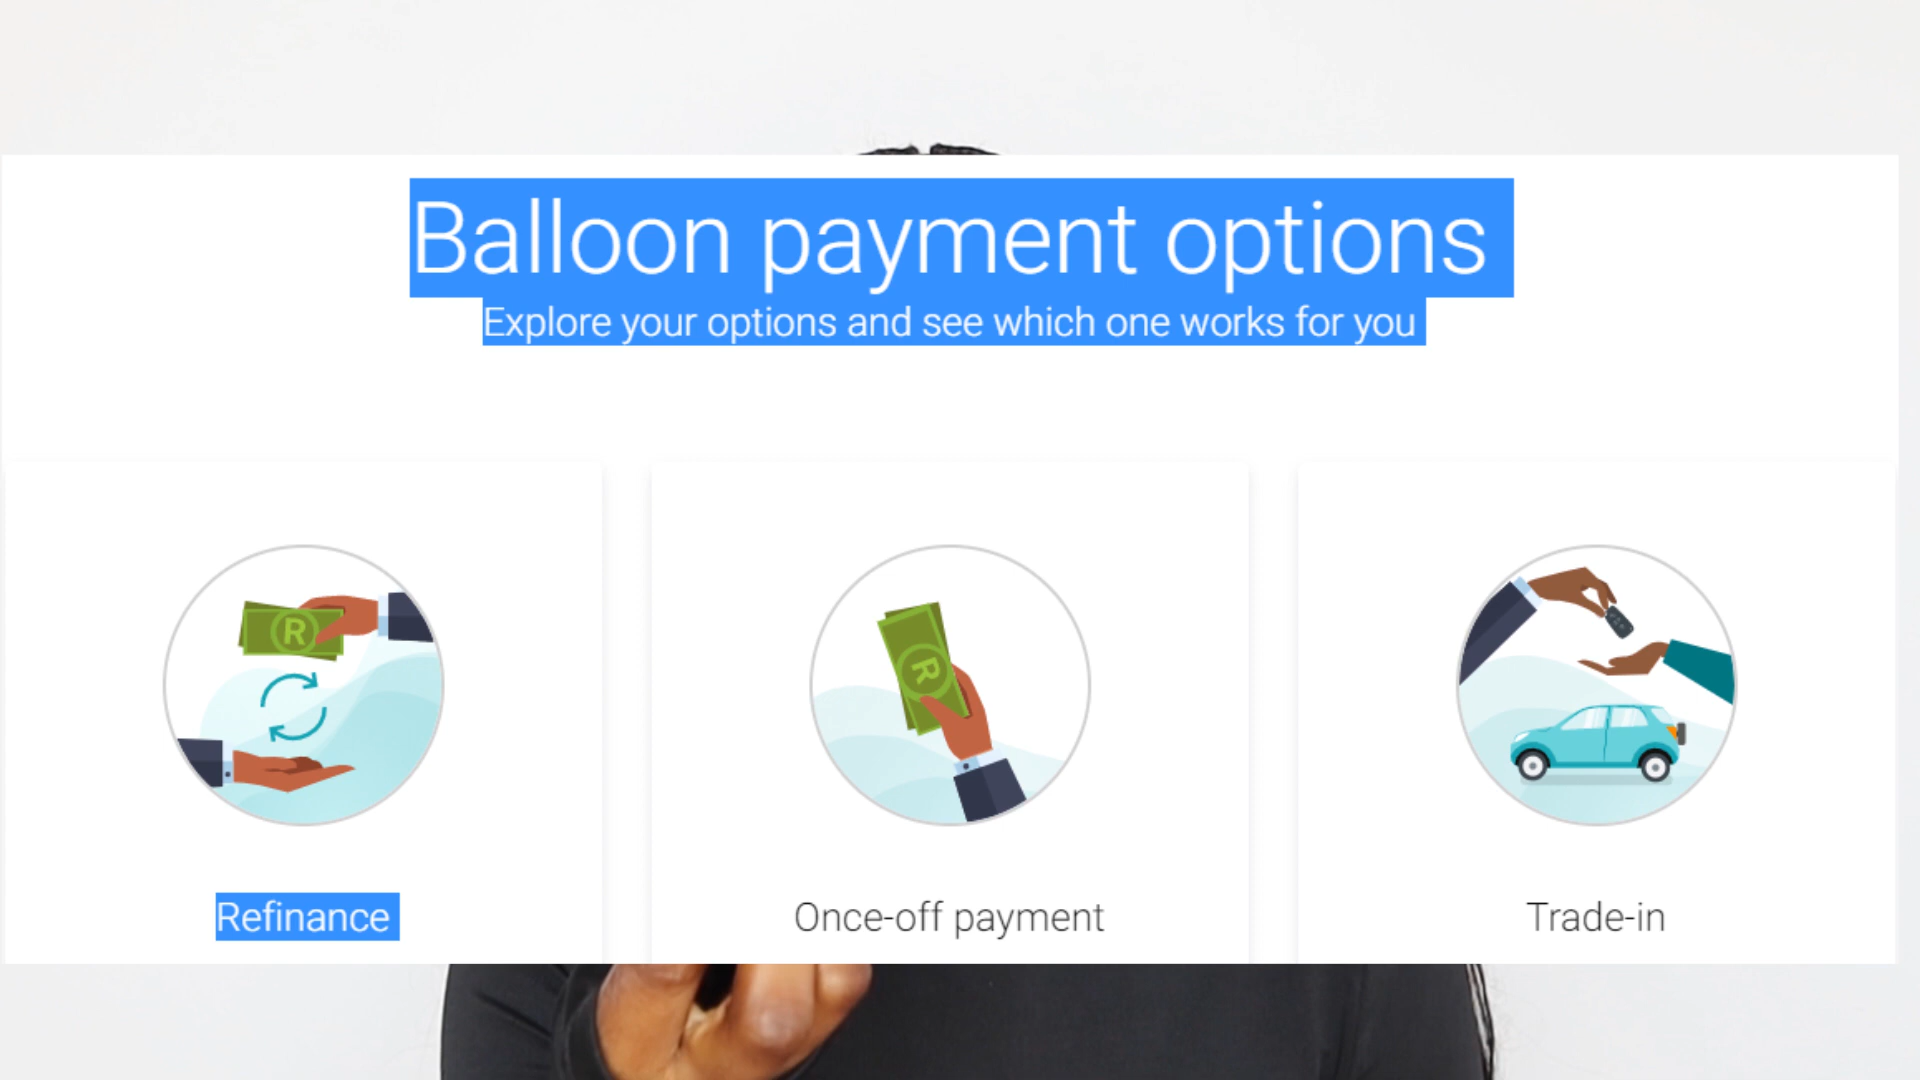 Balloon payment options
Explore your options and see which one works for you
R
R
Refinance
Once-off payment
Trade-in